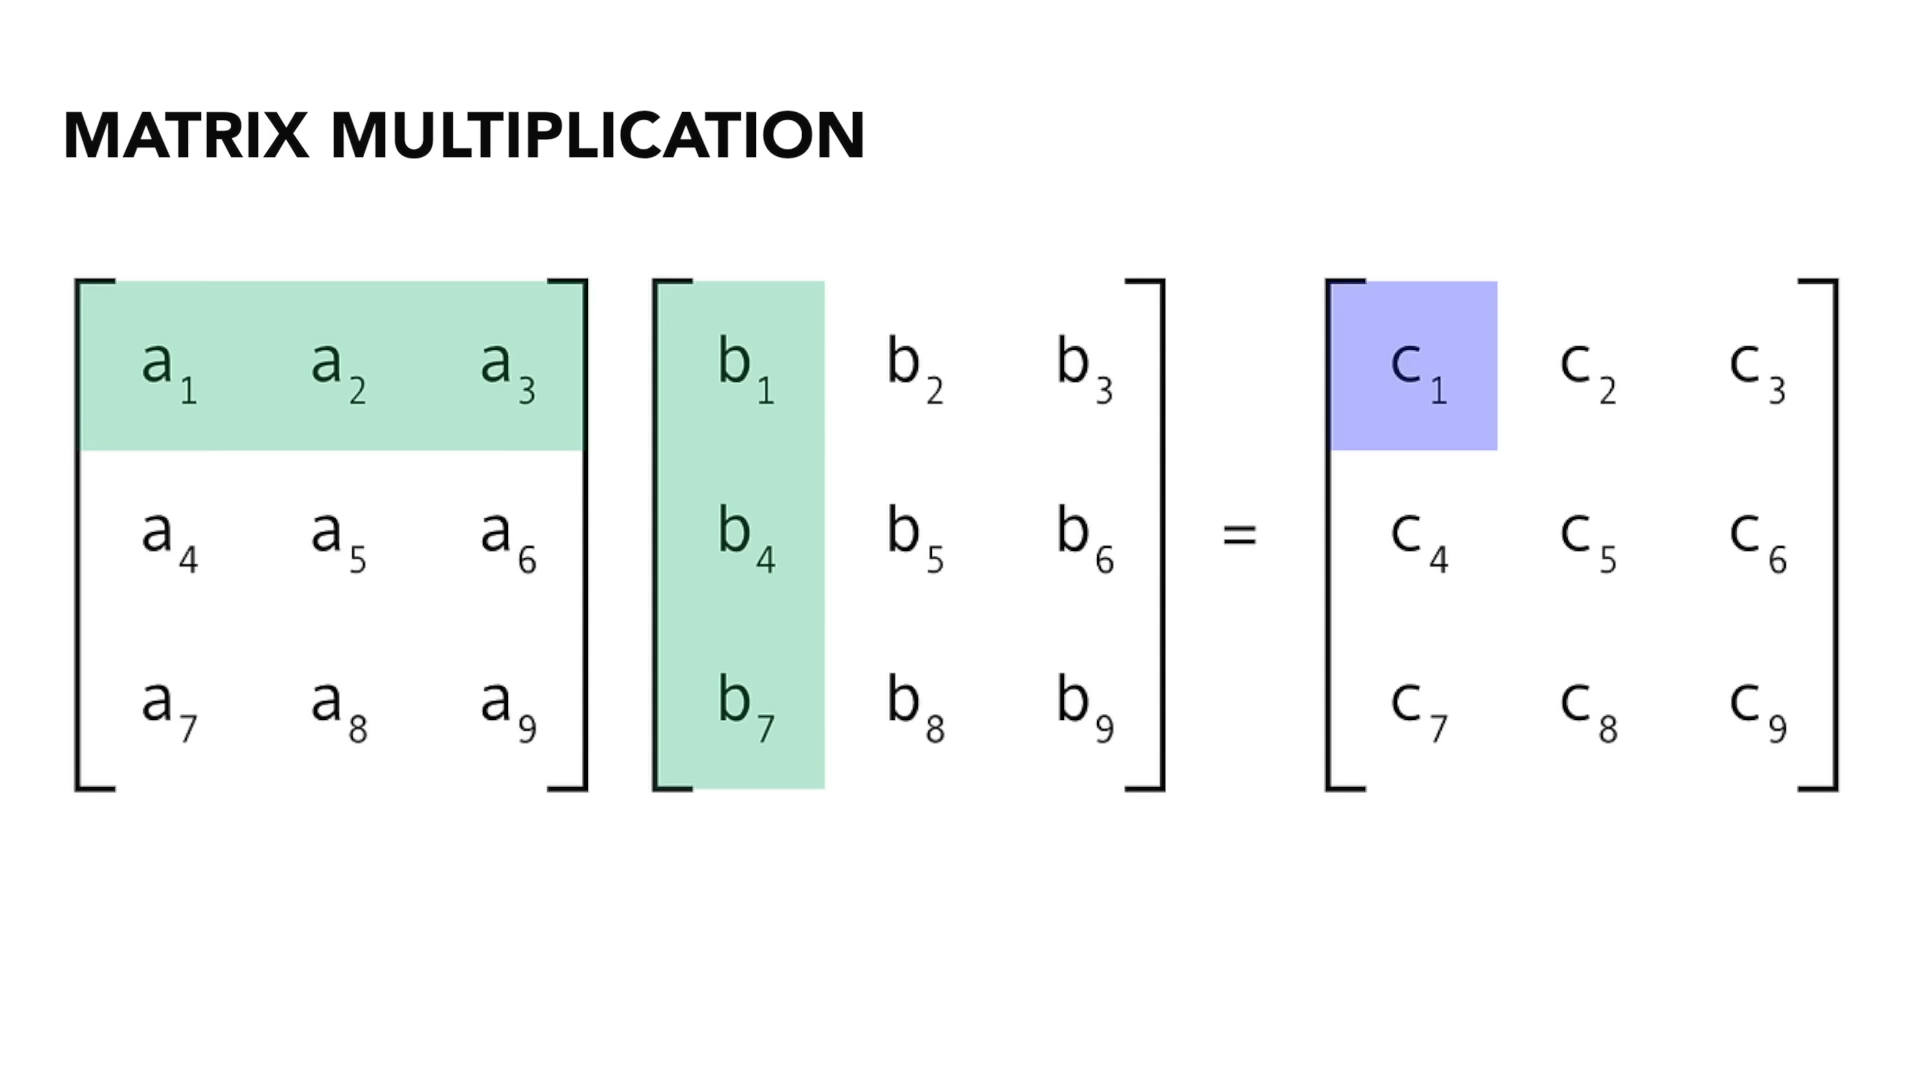 MATRIX MULTIPLICATION
a₁ a₂ a₃ b₁ b₂ b₃ c₁ c₂ c₃
a₄ a₅ a₆ b₄ b₅ b₆ = c₄ c₅ c₆
a₇ a₈ a₉ b₇ b₈ b₉ c₇ c₈ c₉